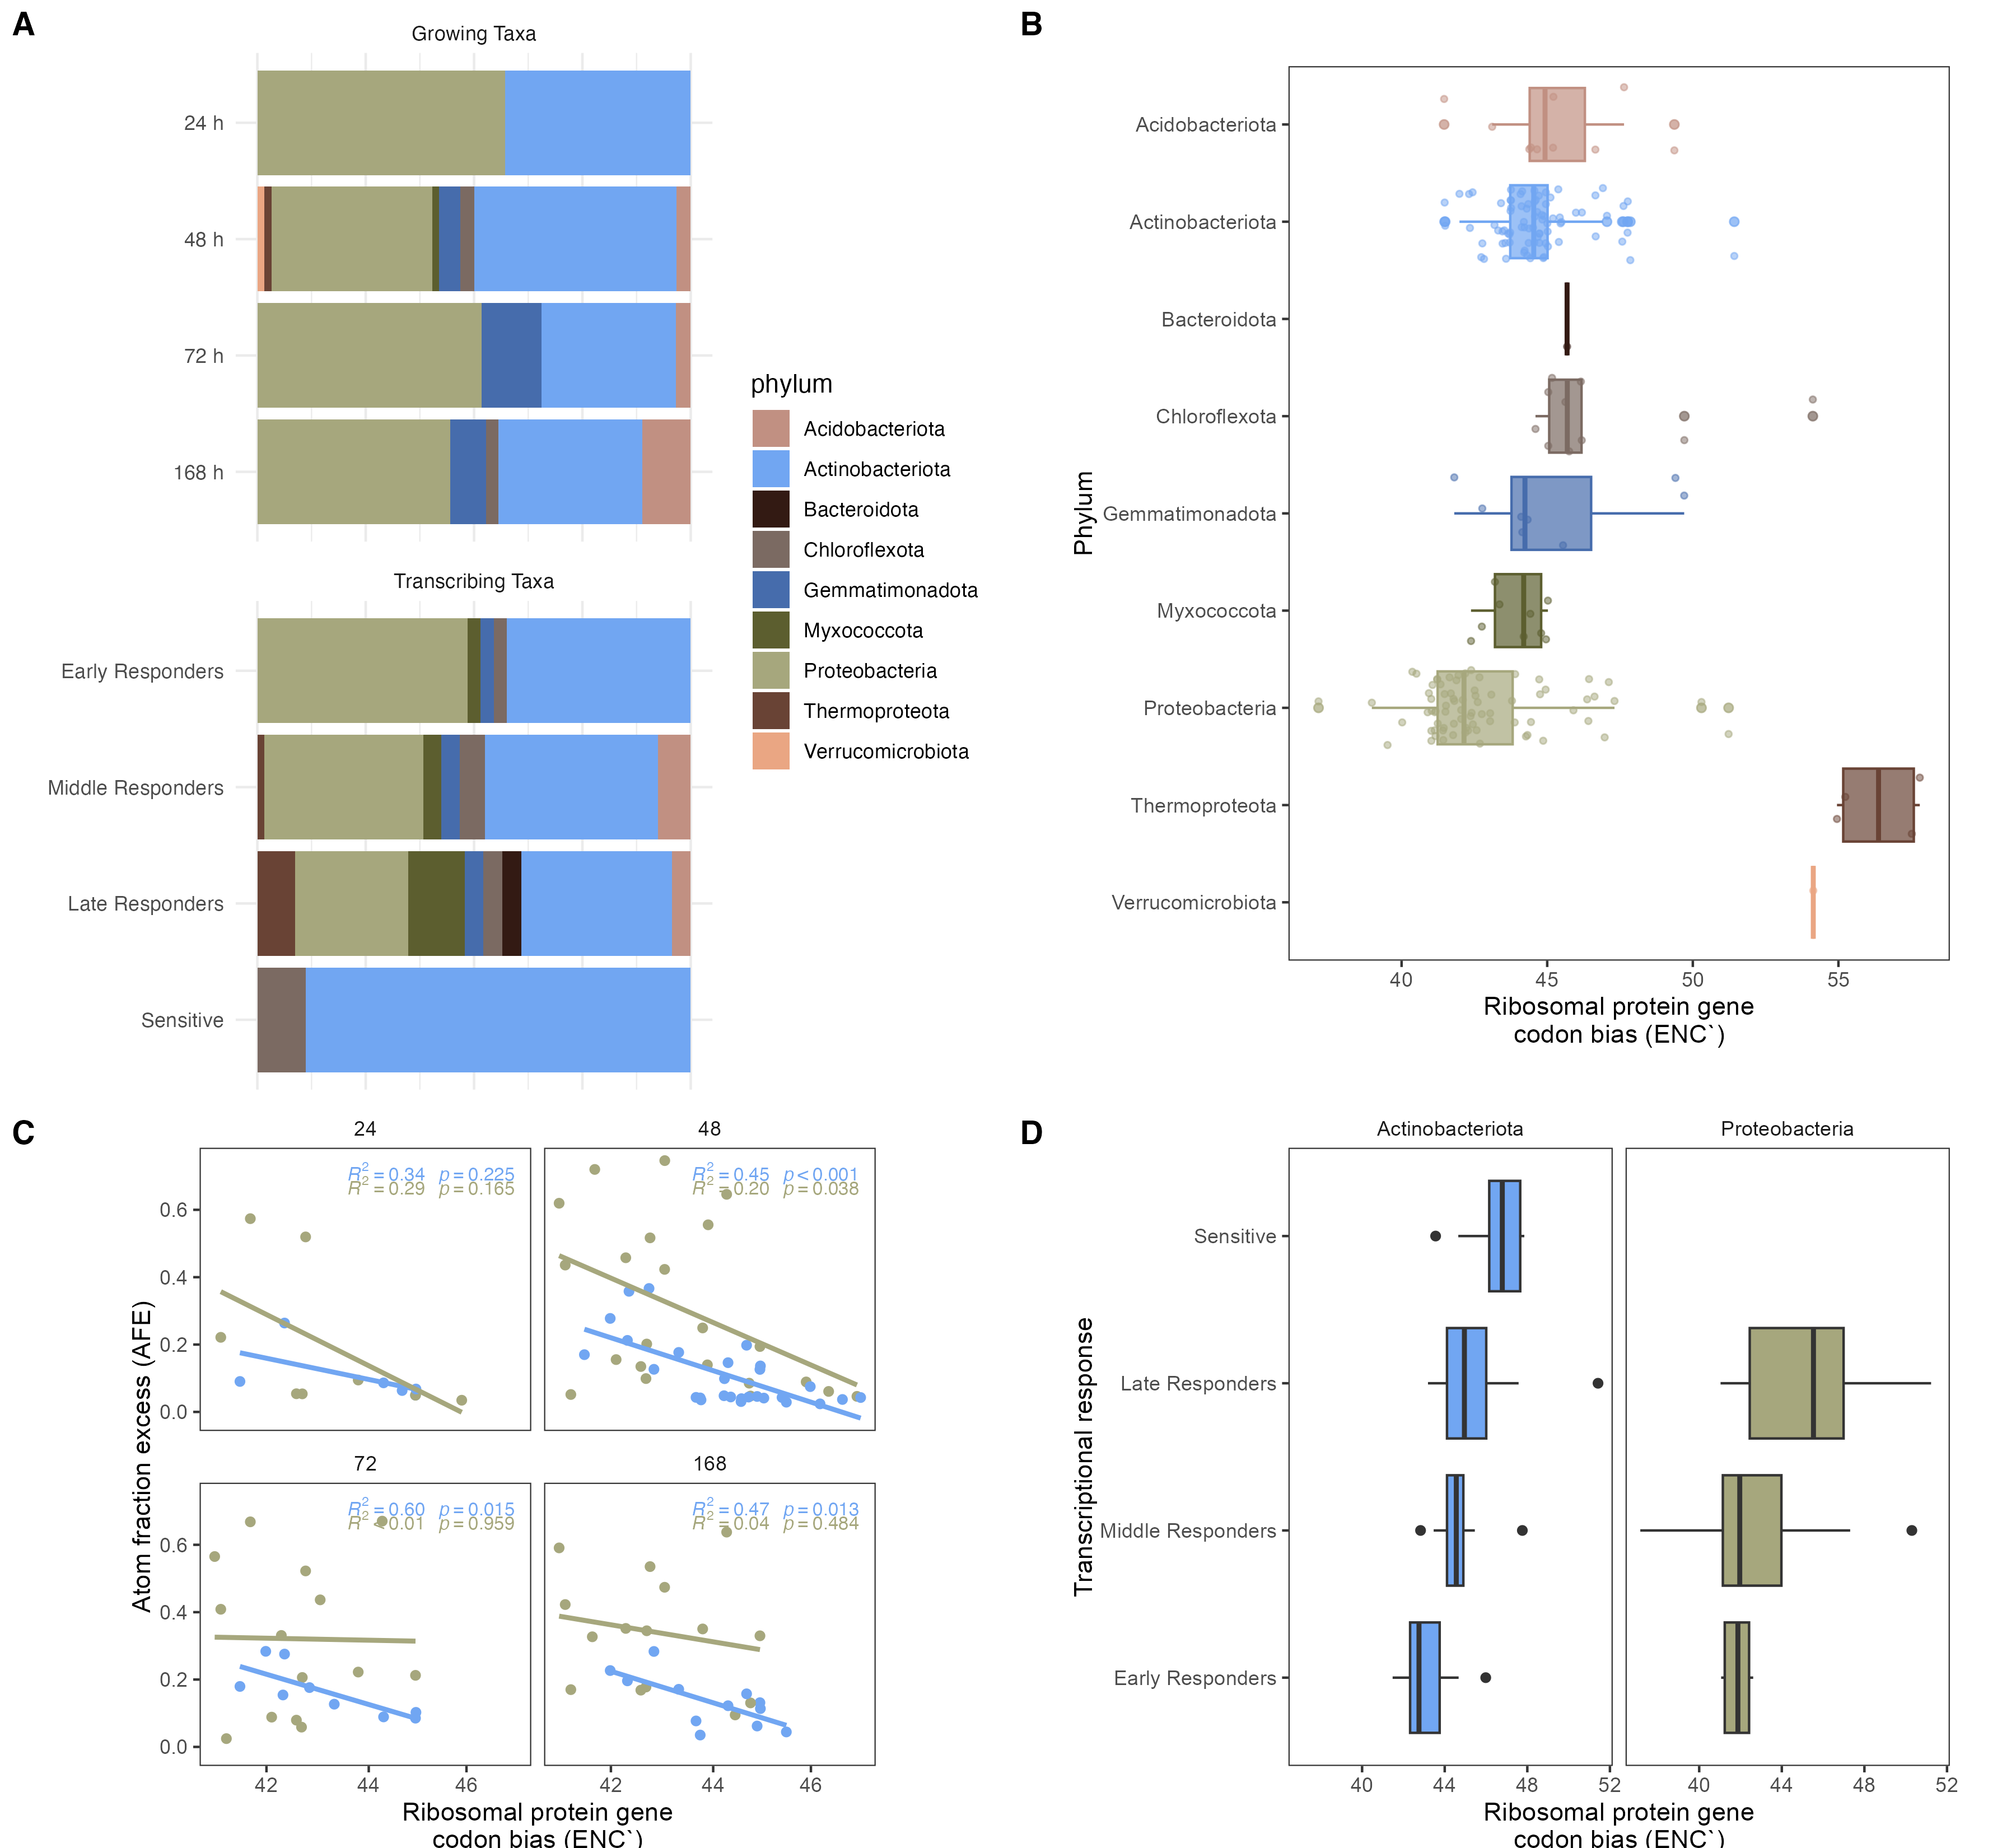 A
Growing Taxa
24 h
48 h
72 h
168 h
Transcribing Taxa
Early Responders
Middle Responders
Late Responders
Sensitive
phylum
Acidobacteriota
Actinobacteriota
Bacteroidota
Chloroflexota
Gemmatimonadota
Myxococcota
Proteobacteria
Thermoproteota
Verrucomicrobiota
B
Phylum
Acidobacteriota
Actinobacteriota
Bacteroidota
Chloroflexota
Gemmatimonadota
Myxococcota
Proteobacteria
Thermoproteota
Verrucomicrobiota
40 45 50 55
Ribosomal protein gene
codon bias (ENC`)
C
Atom fraction excess (AFE)
24
R² = 0.34 p = 0.225
R² = 0.29 p = 0.165
0.6
0.4
0.2
0.0
48
R² = 0.45 p < 0.001
R² = 0.20 p = 0.038
72
R² = 0.60 p = 0.015
R² < 0.01 p = 0.959
0.6
0.4
0.2
0.0
168
R² = 0.47 p = 0.013
R² = 0.04 p = 0.484
42 44 46
42 44 46
Ribosomal protein gene
codon bias (ENC`)
D
Transcriptional response
Actinobacteriota
Proteobacteria
Sensitive
Late Responders
Middle Responders
Early Responders
40 44 48 52
40 44 48 52
Ribosomal protein gene
codon bias (ENC`)